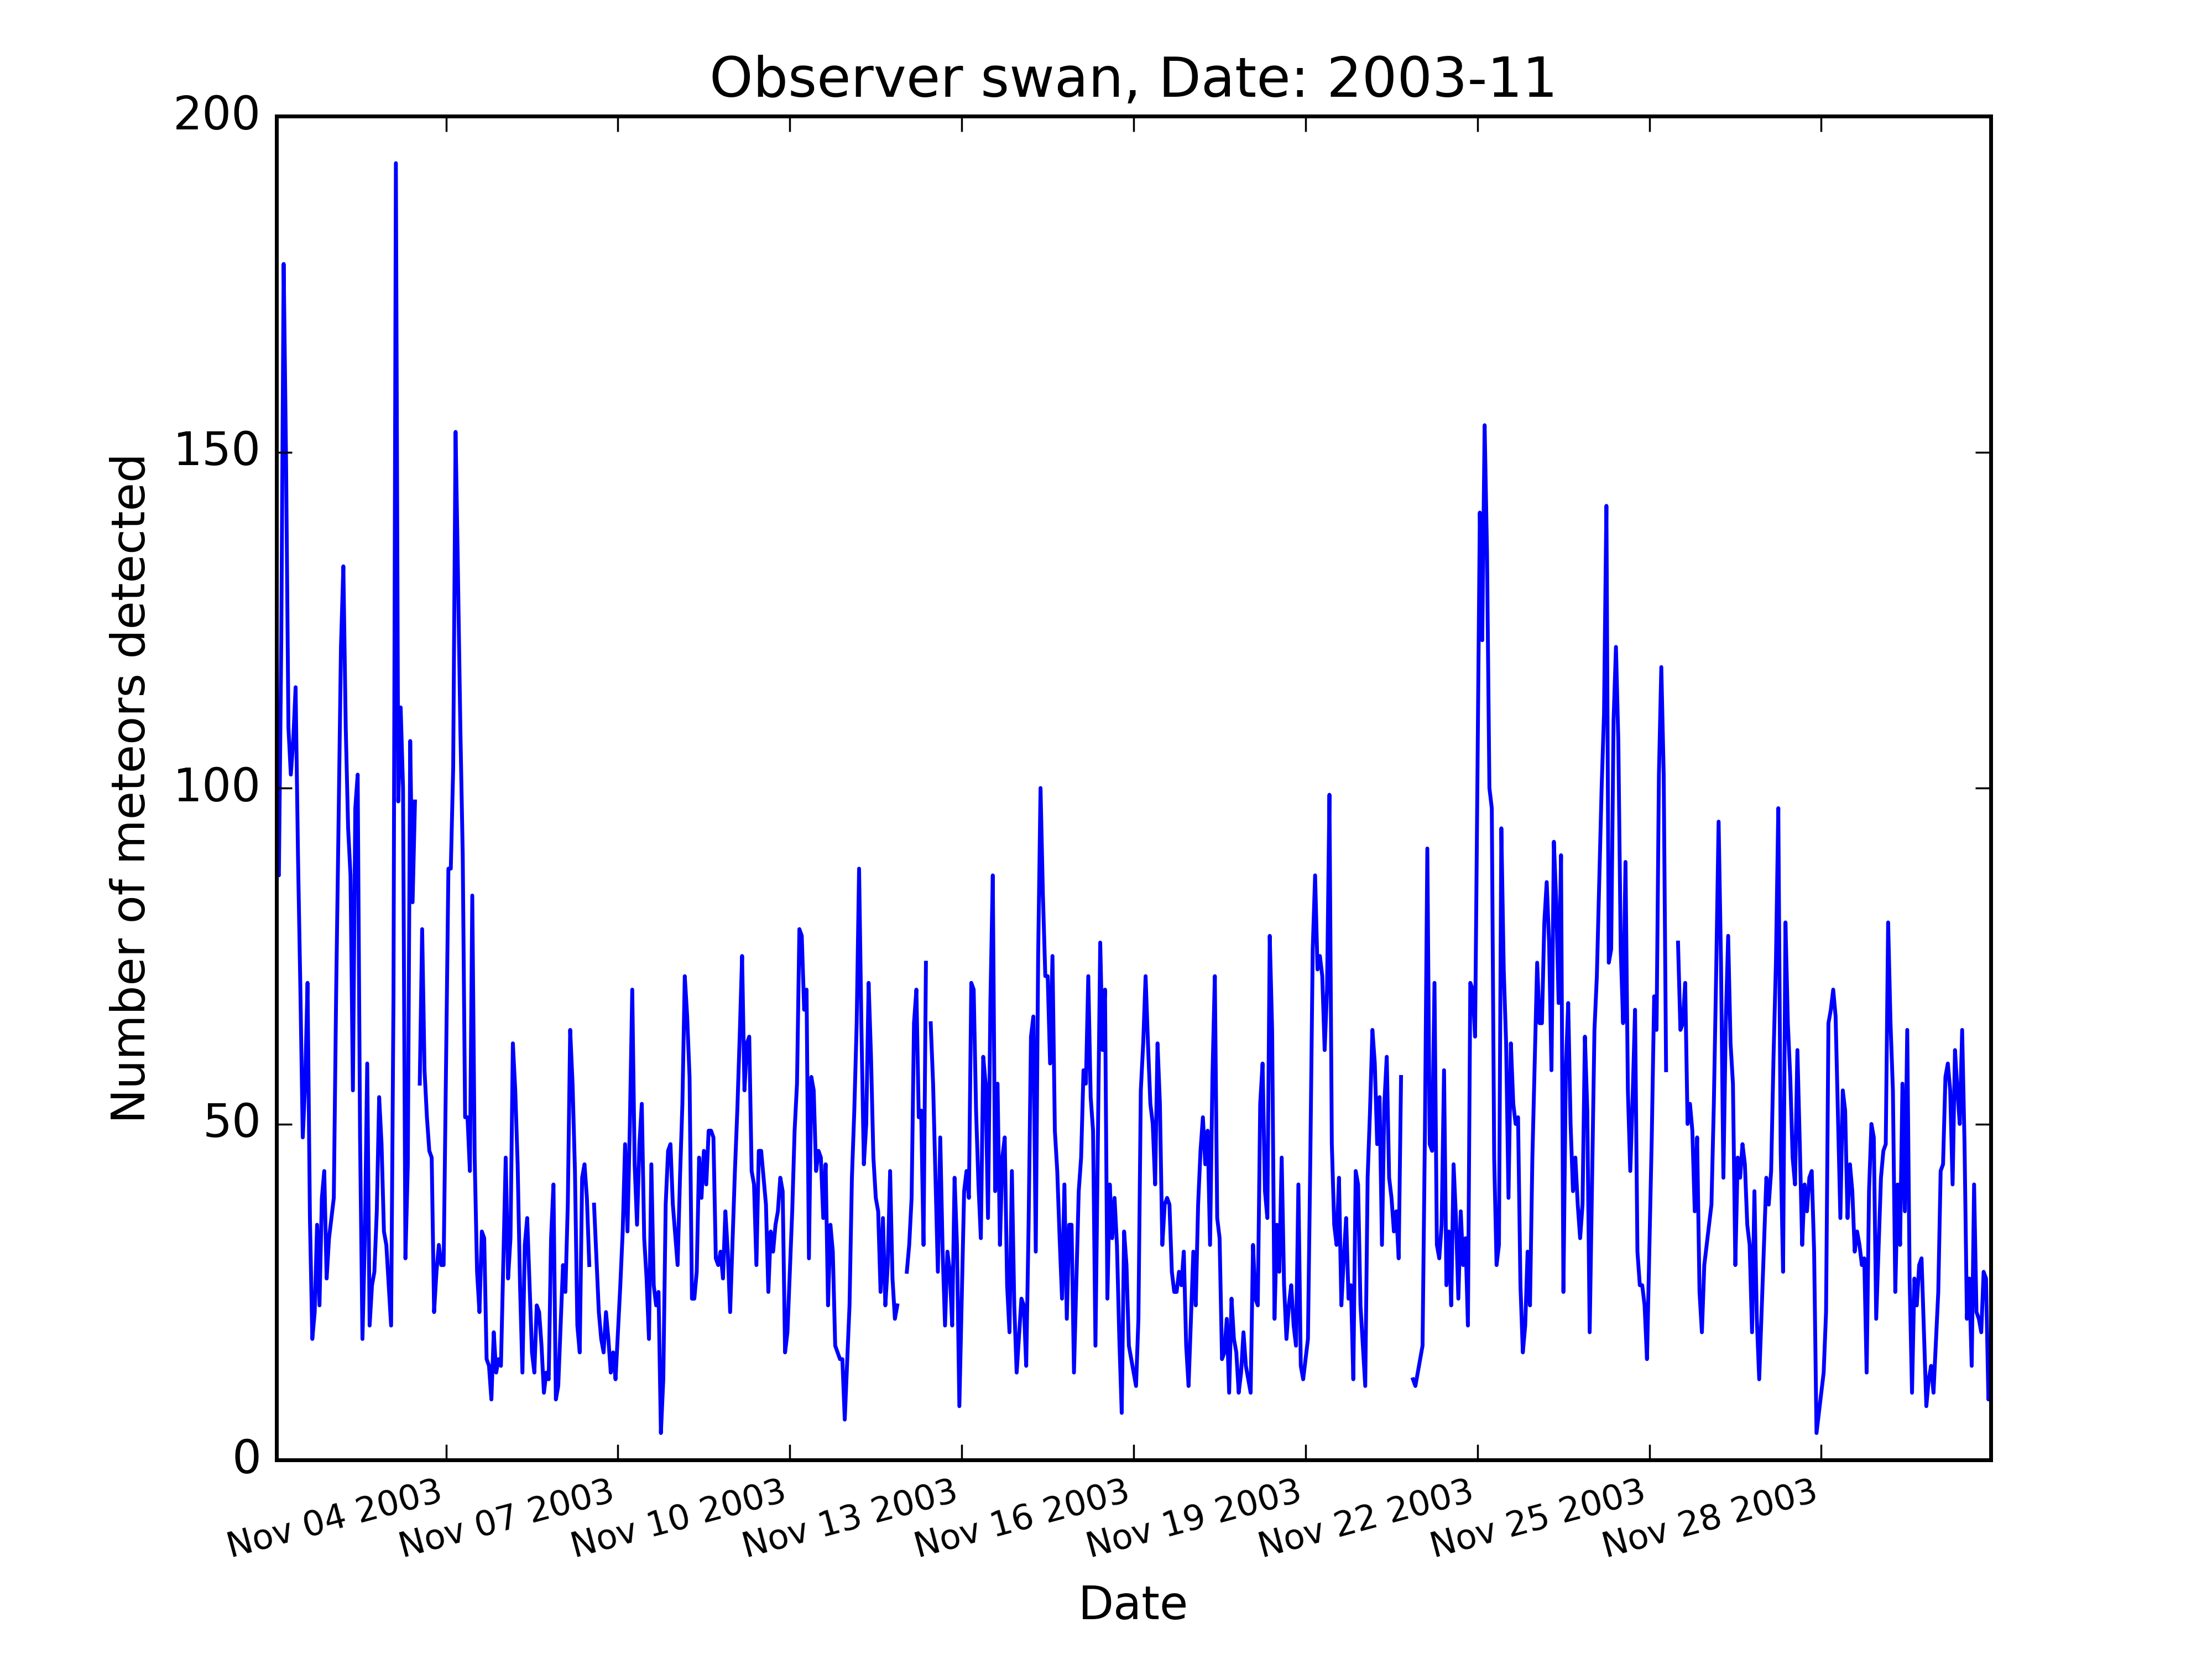 Observer swan, Date: 2003-11
200
150
100
50
0
Number of meteors detected
Nov 04 2003
Nov 07 2003
Nov 10 2003
Nov 13 2003
Nov 16 2003
Nov 19 2003
Nov 22 2003
Nov 25 2003
Nov 28 2003
Date